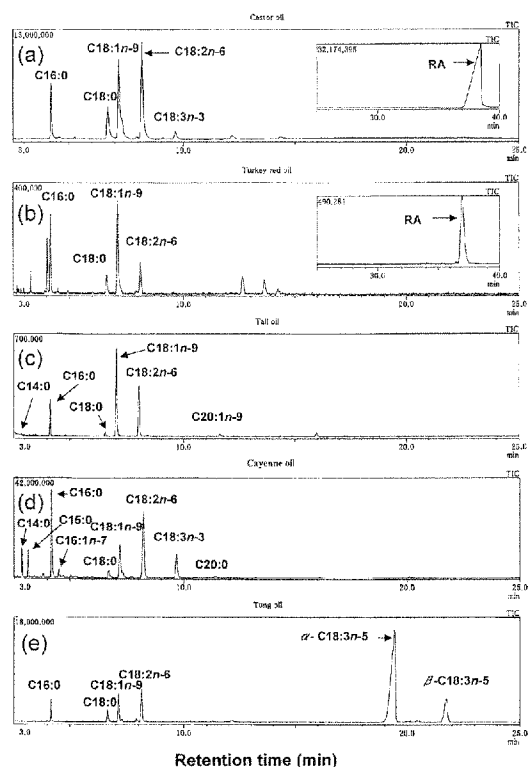 Castor oil
13,000,000
TIC
(a)
C16:0
C18:0
C18:1n-9
C18:2n-6
C18:3n-3
32,174,395
TIC
RA
30.0
40.0
min
3.0
10.0
20.0
25.0
min
Turkey red oil
400,000
TIC
(b)
C16:0
C18:1n-9
C18:0
C18:2n-6
690,281
TIC
RA
30.0
40.0
min
3.0
10.0
20.0
25.0
min
Tall oil
700,000
TIC
(c)
C14:0
C16:0
C18:0
C18:1n-9
C18:2n-6
C20:1n-9
3.0
10.0
20.0
25.0
min
Cayenne oil
42,000,000
TIC
(d)
C14:0
C16:0
C15:0
C16:1n-7
C18:0
C18:1n-9
C18:2n-6
C18:3n-3
C20:0
3.0
10.0
20.0
25.0
min
Tung oil
8,000,000
TIC
(e)
C16:0
C18:0
C18:1n-9
C18:2n-6
α- C18:3n-5
β-C18:3n-5
3.0
10.0
20.0
25.0
min
Retention time (min)